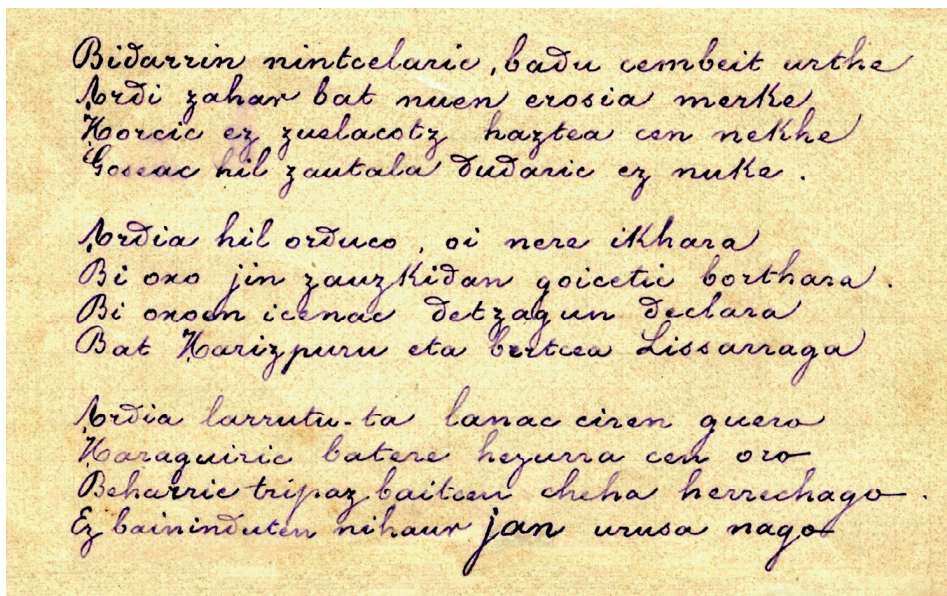 Bidarrin nintcelaric, badu cembeit urthe
Ardi zahar bat nuen erosia merke
Horcic ez zuelacotz haztea cen nekhe
Goseac hil zautala dudaric ez nuke.
Ardia hil orduco, oi nere ikhara
Bi oxo jin zauzkidan goicetic borthara.
Bi oxoen icenac detzagun declara
Bat Harizpuru eta bertcea Lissarraga
Ardia larrutu-ta lanac ciren guero
Haraguiric batere hezurra cen oro
Beharric tripaz baitcen cheha herrechago.
Ez baininduten nihaur jan urusa nago